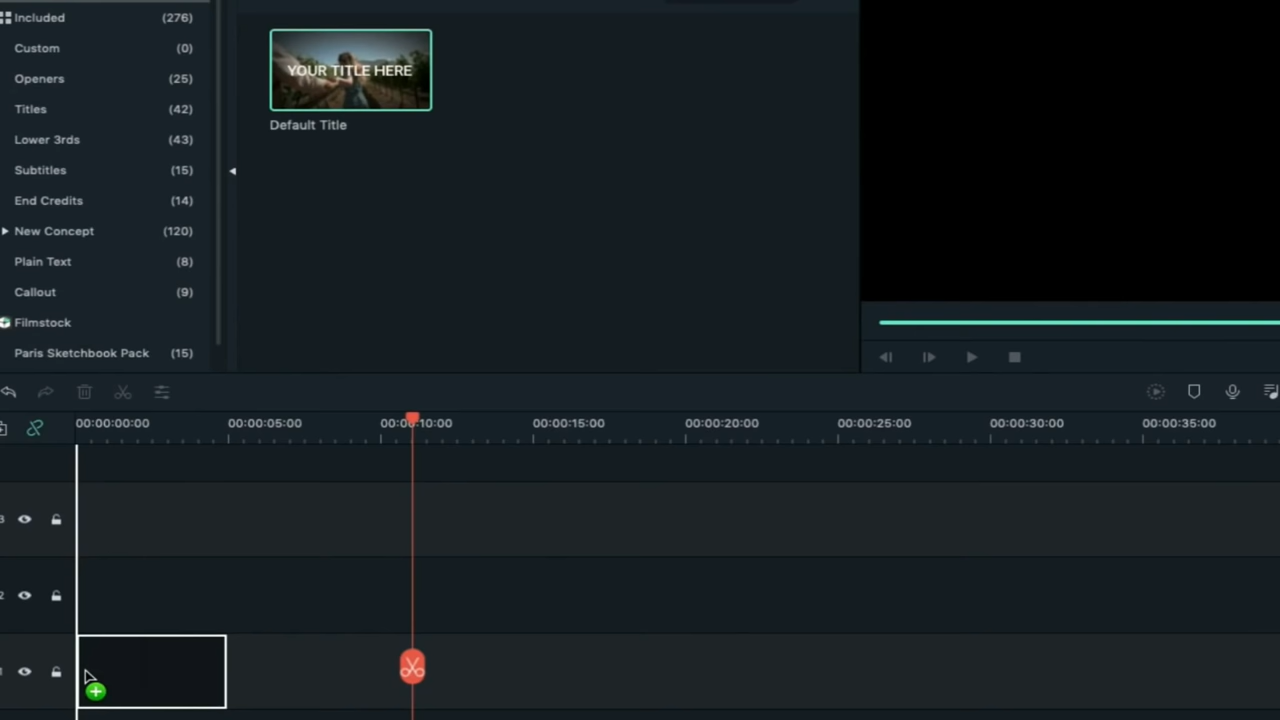 Included (276)
Custom (0)
Openers (25)
Titles (42)
Lower 3rds (43)
Subtitles (15)
End Credits (14)
New Concept (120)
Plain Text (8)
Callout (9)
Filmstock
Paris Sketchbook Pack (15)
YOUR TITLE HERE
Default Title
00:00:00:00 00:00:05:00 00:00:10:00 00:00:15:00 00:00:20:00 00:00:25:00 00:00:30:00 00:00:35:00
3
2
1